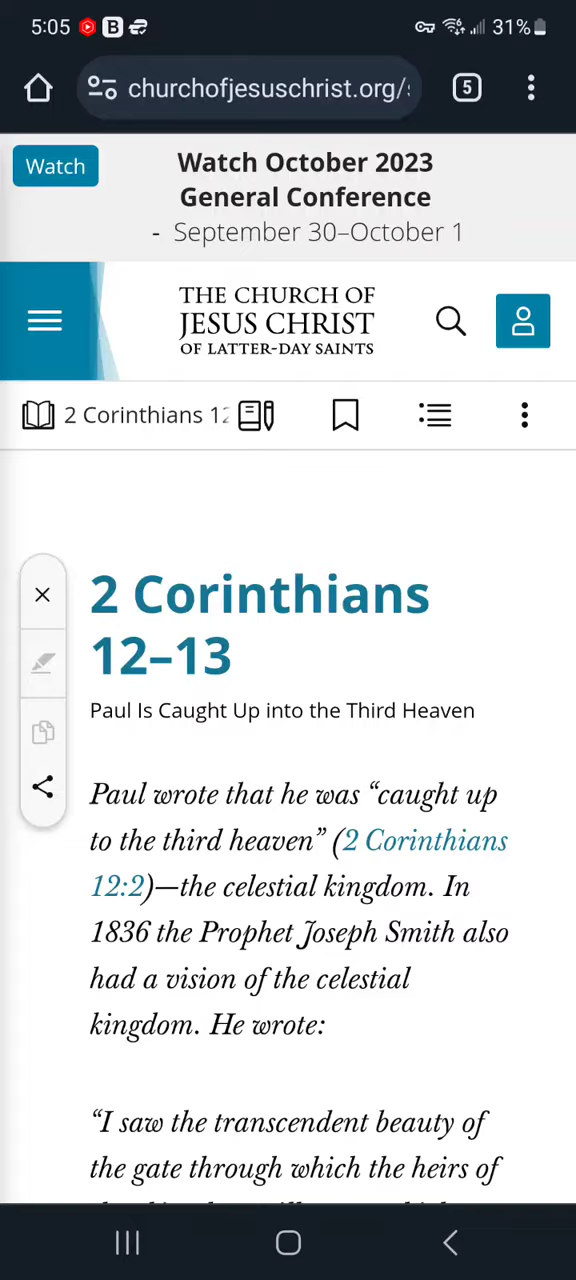 5:05 B 31%
churchofjesuschrist.org/s 5
Watch
Watch October 2023
General Conference
- September 30–October 1
THE CHURCH OF
JESUS CHRIST
OF LATTER-DAY SAINTS
2 Corinthians 12
2 Corinthians
12–13
Paul Is Caught Up into the Third Heaven
Paul wrote that he was “caught up
to the third heaven” (2 Corinthians
12:2)—the celestial kingdom. In
1836 the Prophet Joseph Smith also
had a vision of the celestial
kingdom. He wrote:
“I saw the transcendent beauty of
the gate through which the heirs of